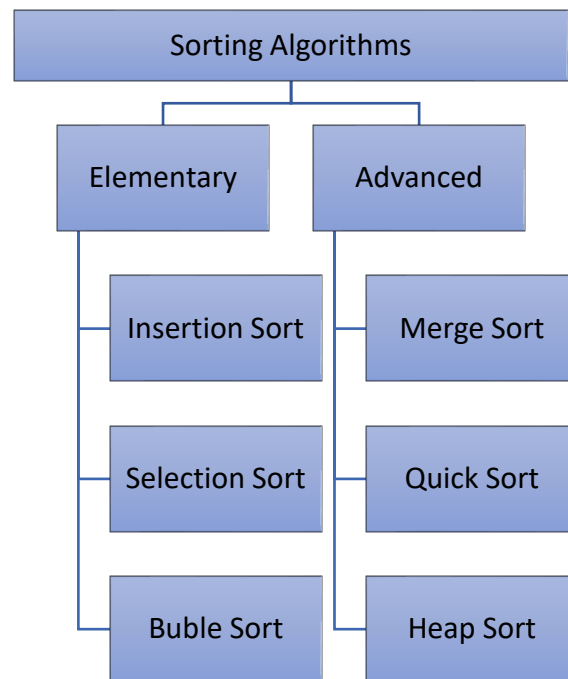 Sorting Algorithms
Elementary
Advanced
Insertion Sort
Merge Sort
Selection Sort
Quick Sort
Buble Sort
Heap Sort